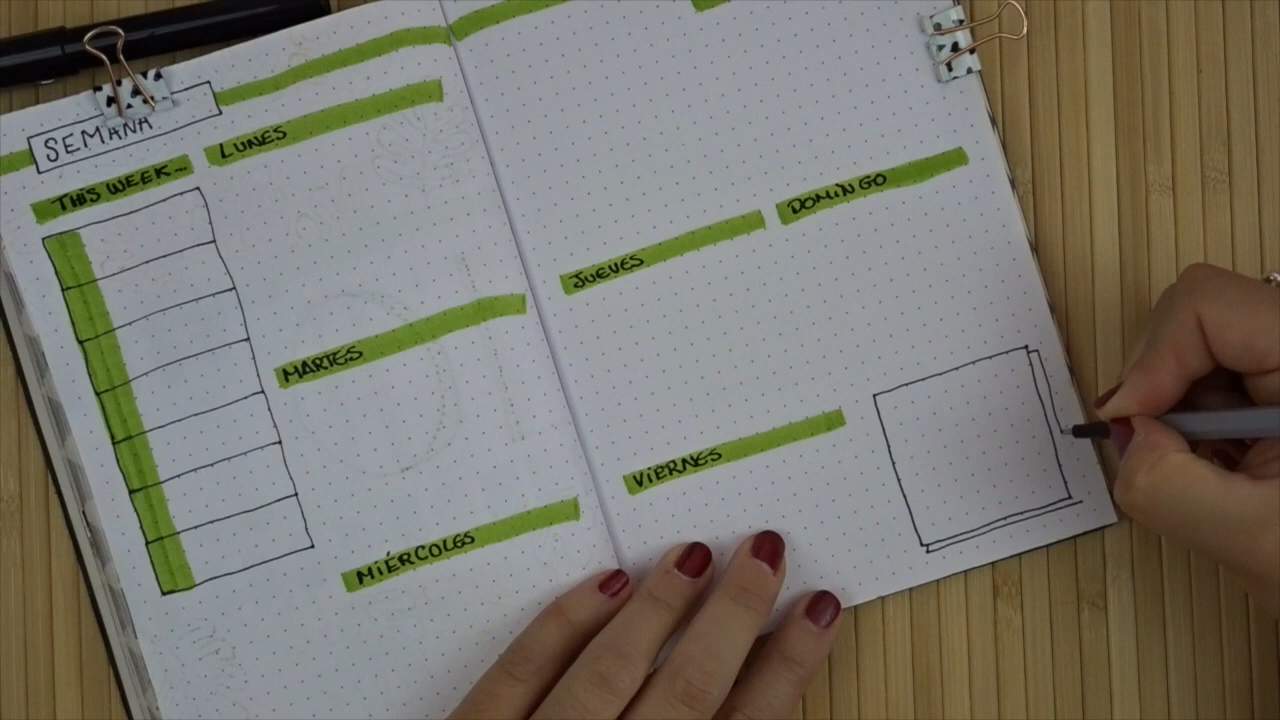 SEMANA
THIS WEEK...
LUNES
MARTES
MIÉRCOLES
JUEVES
VIERNES
DOMINGO